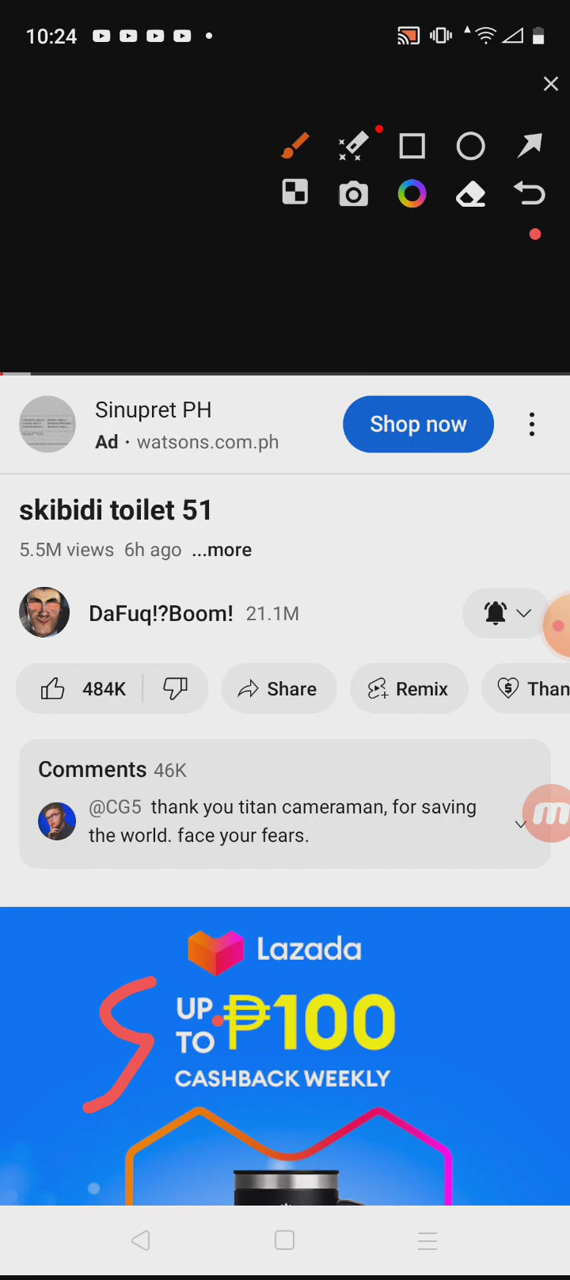 10:24
Sinupret PH
Shop now
Ad · watsons.com.ph
skibidi toilet 51
5.5M views 6h ago ...more
DaFuq!?Boom! 21.1M
484K
Share
Remix
Than
Comments 46K
@CG5 thank you titan cameraman, for saving
the world. face your fears.
Lazada
UP TO ₱100
CASHBACK WEEKLY
S